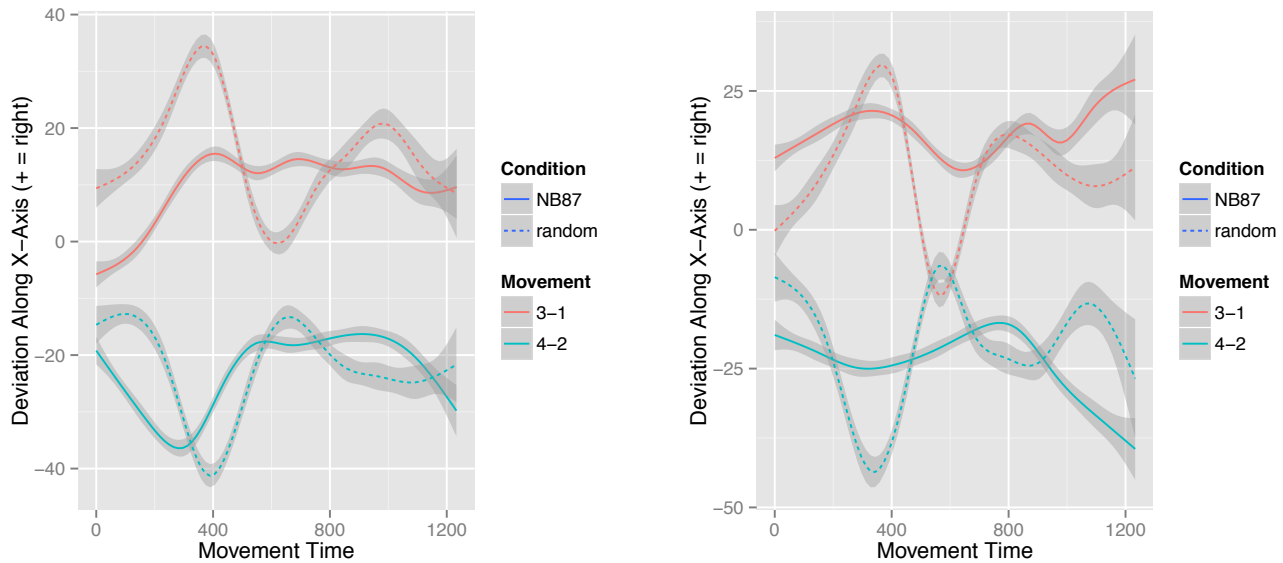 40
20
0
−20
−40
Deviation Along X−Axis (+ = right)
0
400
800
1200
Movement Time
Condition
NB87
random
Movement
3−1
4−2
25
0
−25
−50
Deviation Along X−Axis (+ = right)
0
400
800
1200
Movement Time
Condition
NB87
random
Movement
3−1
4−2